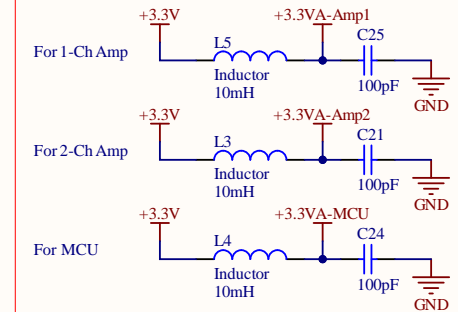 +3.3V
+3.3VA-Amp1
For 1-Ch Amp
L5
Inductor
10mH
C25
100pF
GND
+3.3V
+3.3VA-Amp2
For 2-Ch Amp
L3
Inductor
10mH
C21
100pF
GND
+3.3V
+3.3VA-MCU
For MCU
L4
Inductor
10mH
C24
100pF
GND